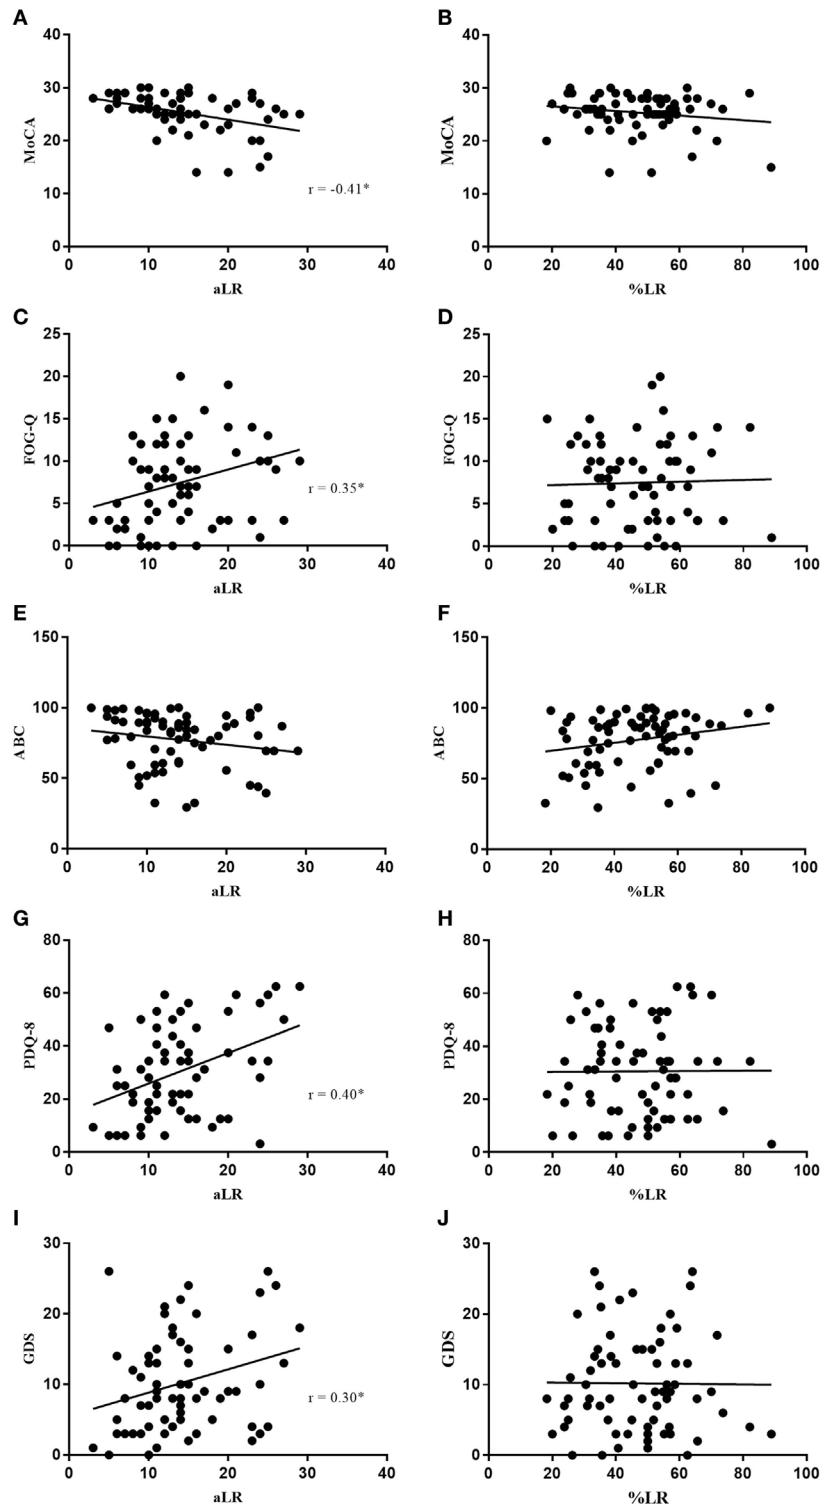 A
B
40
30
20
10
0
MoCA
r = -0.41*
0 10 20 30 40
aLR
40
30
20
10
0
MoCA
0 20 40 60 80 100
%LR
C
D
25
20
15
10
5
0
FOG-Q
r = 0.35*
0 10 20 30 40
aLR
25
20
15
10
5
0
FOG-Q
0 20 40 60 80 100
%LR
E
F
150
100
50
0
ABC
0 10 20 30 40
aLR
150
100
50
0
ABC
0 20 40 60 80 100
%LR
G
H
80
60
40
20
0
PDQ-8
r = 0.40*
0 10 20 30 40
aLR
80
60
40
20
0
PDQ-8
0 20 40 60 80 100
%LR
I
J
30
20
10
0
GDS
r = 0.30*
0 10 20 30 40
aLR
30
20
10
0
GDS
0 20 40 60 80 100
%LR